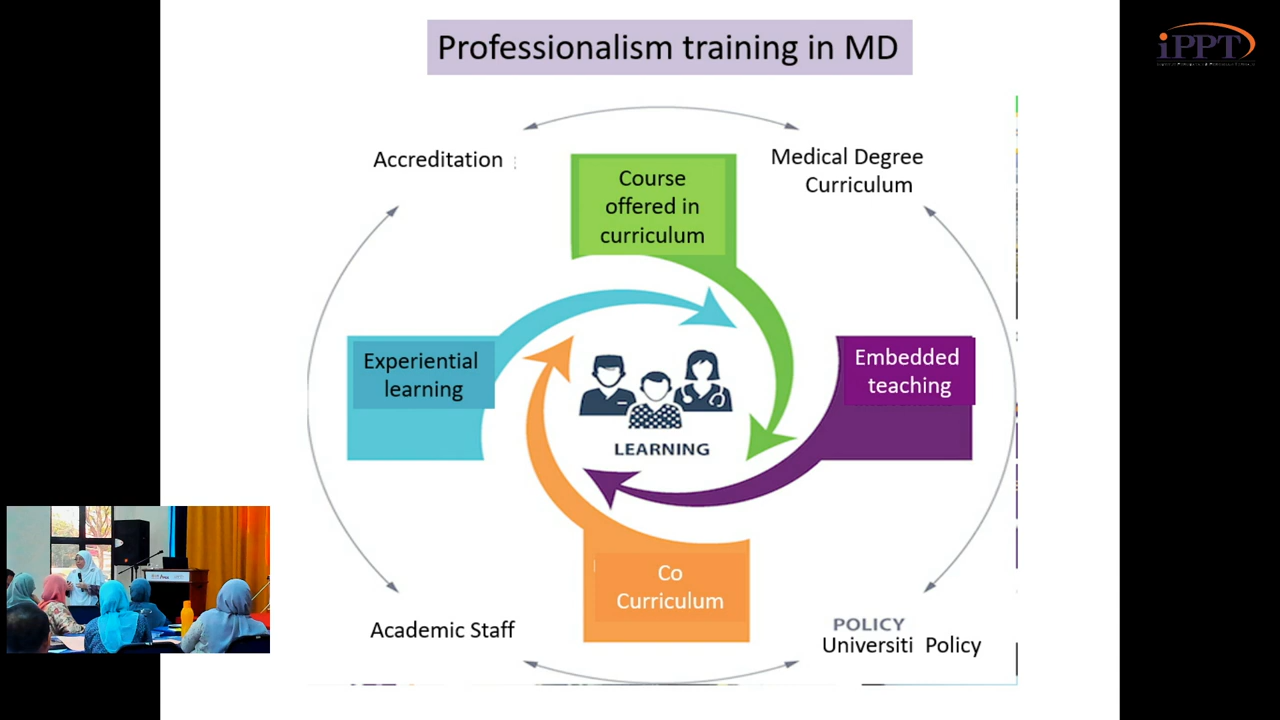 Professionalism training in MD
iPPT
Accreditation
Medical Degree
Curriculum
Course
offered in
curriculum
Experiential
learning
Embedded
teaching
LEARNING
Co
Curriculum
Academic Staff
POLICY
Universiti Policy